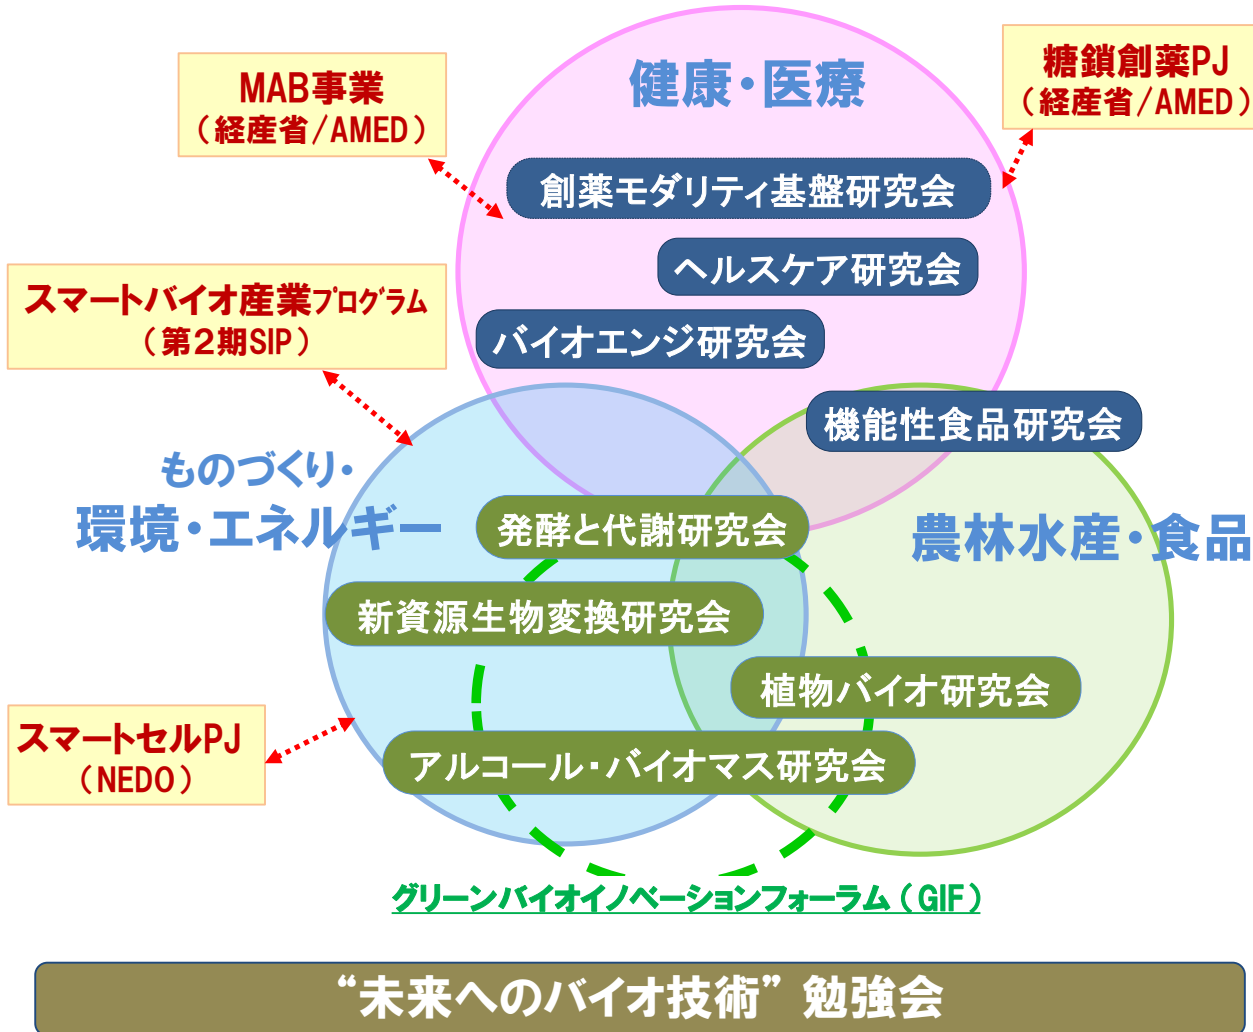 健康・医療
MAB事業
（経産省/AMED）
糖鎖創薬PJ
（経産省/AMED）
創薬モダリティ基盤研究会
ヘルスケア研究会
バイオエンジ研究会
スマートバイオ産業プログラム
（第２期SIP）
機能性食品研究会
ものづくり・
環境・エネルギー
農林水産・食品
発酵と代謝研究会
新資源生物変換研究会
植物バイオ研究会
スマートセルPJ
（NEDO）
アルコール・バイオマス研究会
グリーンバイオイノベーションフォーラム（GIF）
“未来へのバイオ技術” 勉強会